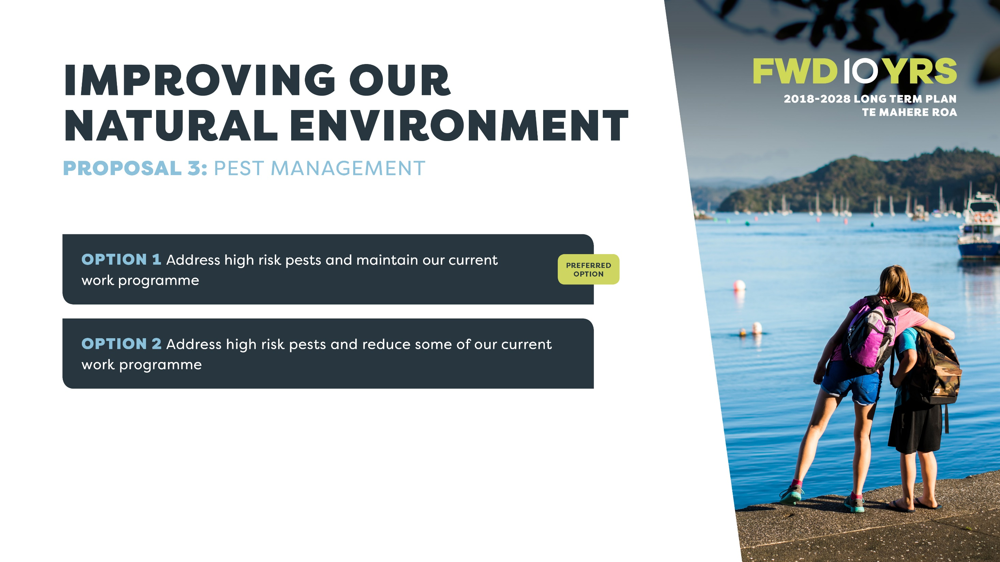 IMPROVING OUR
NATURAL ENVIRONMENT
PROPOSAL 3: PEST MANAGEMENT
OPTION 1 Address high risk pests and maintain our current
work programme
PREFERRED
OPTION
OPTION 2 Address high risk pests and reduce some of our current
work programme
FWD 10 YRS
2018-2028 LONG TERM PLAN
TE MAHERE ROA